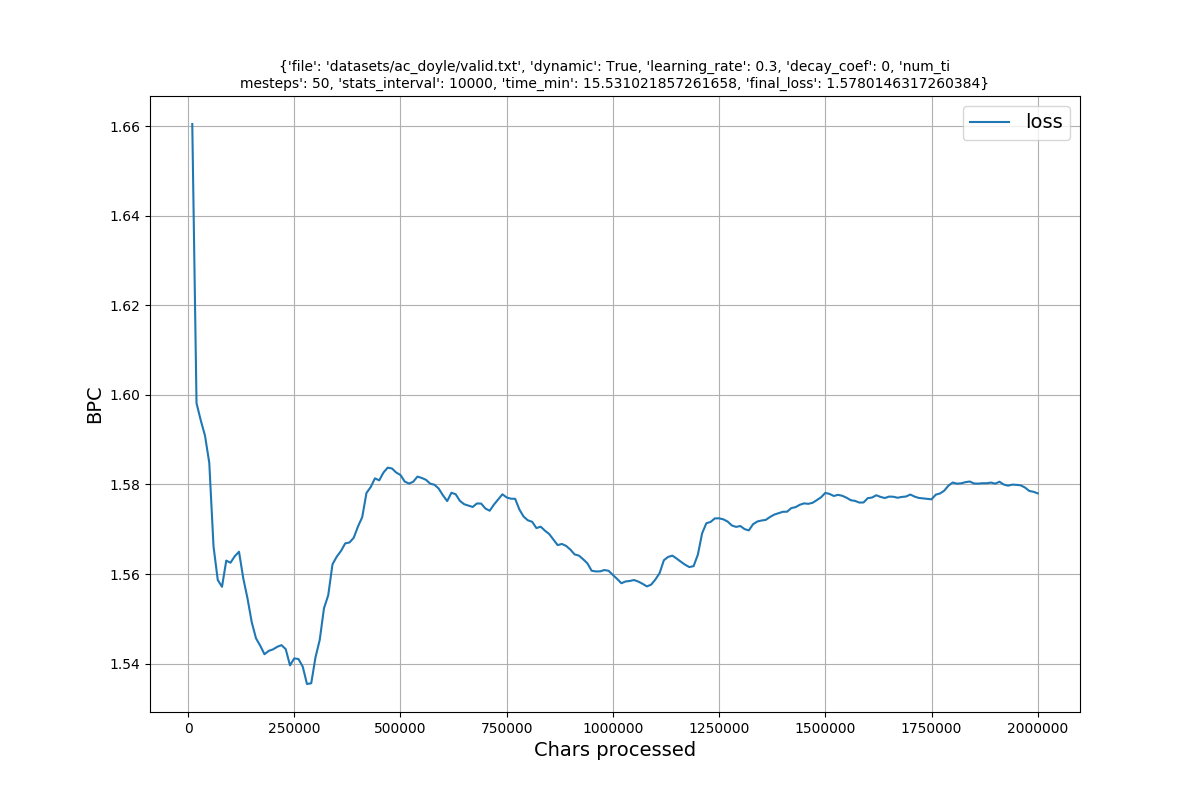 {'file': 'datasets/ac_doyle/valid.txt', 'dynamic': True, 'learning_rate': 0.3, 'decay_coef': 0, 'num_ti
mesteps': 50, 'stats_interval': 10000, 'time_min': 15.531021857261658, 'final_loss': 1.5780146317260384}
loss
1.66
1.64
1.62
1.60
1.58
1.56
1.54
BPC
0 250000 500000 750000 1000000 1250000 1500000 1750000 2000000
Chars processed